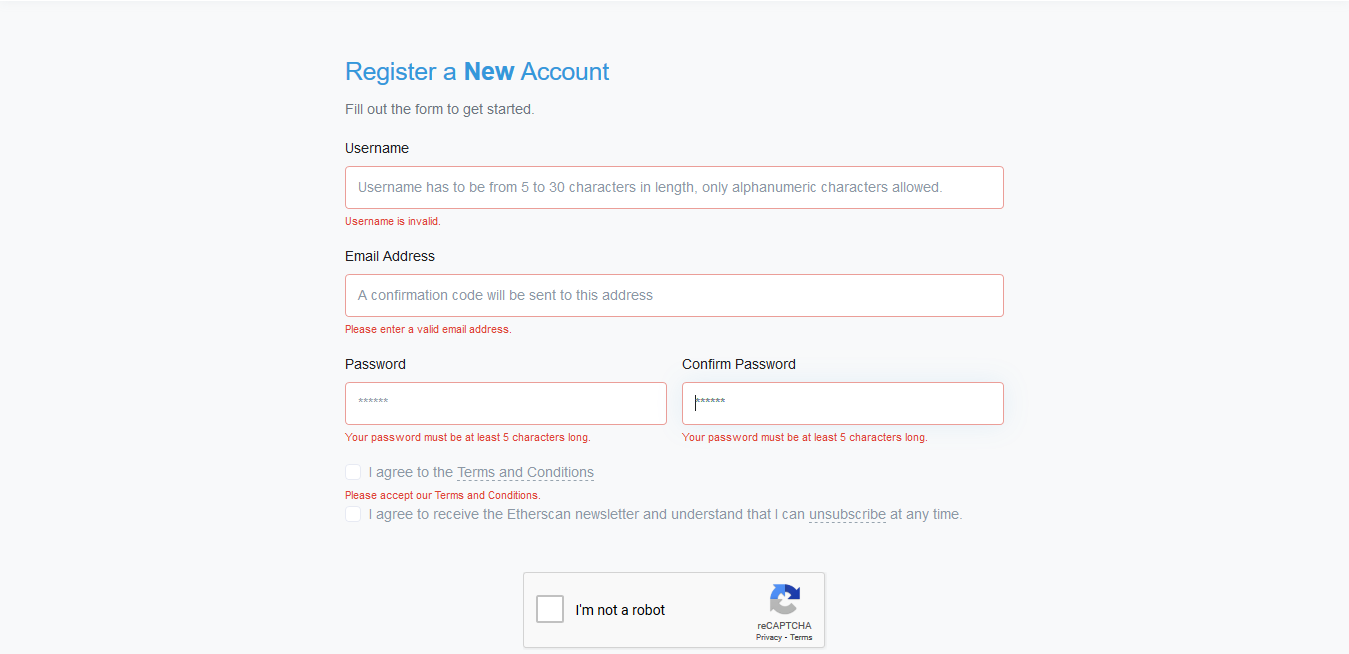 Register a New Account
Fill out the form to get started.
Username
Username has to be from 5 to 30 characters in length, only alphanumeric characters allowed.
Username is invalid.
Email Address
A confirmation code will be sent to this address
Please enter a valid email address.
Password
Confirm Password
******
******
Your password must be at least 5 characters long.
Your password must be at least 5 characters long.
I agree to the Terms and Conditions
Please accept our Terms and Conditions.
I agree to receive the Etherscan newsletter and understand that I can unsubscribe at any time.
I'm not a robot
reCAPTCHA
Privacy - Terms